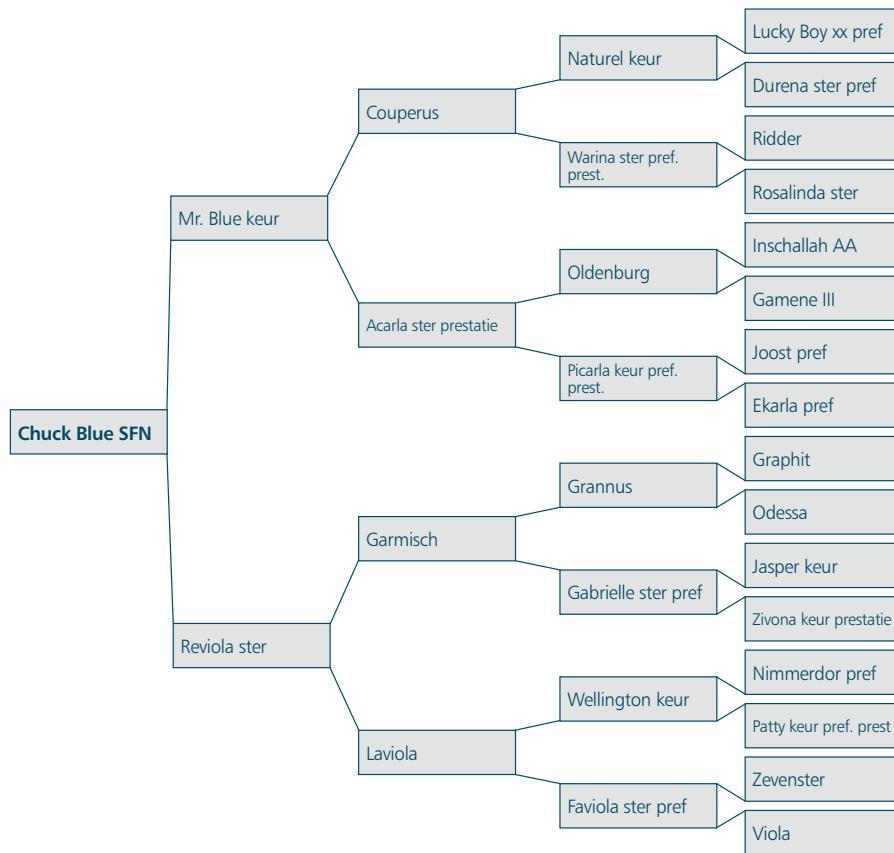 Chuck Blue SFN
Mr. Blue keur
Reviola ster
Couperus
Acarla ster prestatie
Garmisch
Laviola
Naturel keur
Warina ster pref.
prest.
Oldenburg
Picarla keur pref.
prest.
Grannus
Gabrielle ster pref
Wellington keur
Faviola ster pref
Lucky Boy xx pref
Durena ster pref
Ridder
Rosalinda ster
Inschallah AA
Gamene III
Joost pref
Ekarla pref
Graphit
Odessa
Jasper keur
Zivona keur prestatie
Nimmerdor pref
Patty keur pref. prest
Zevenster
Viola